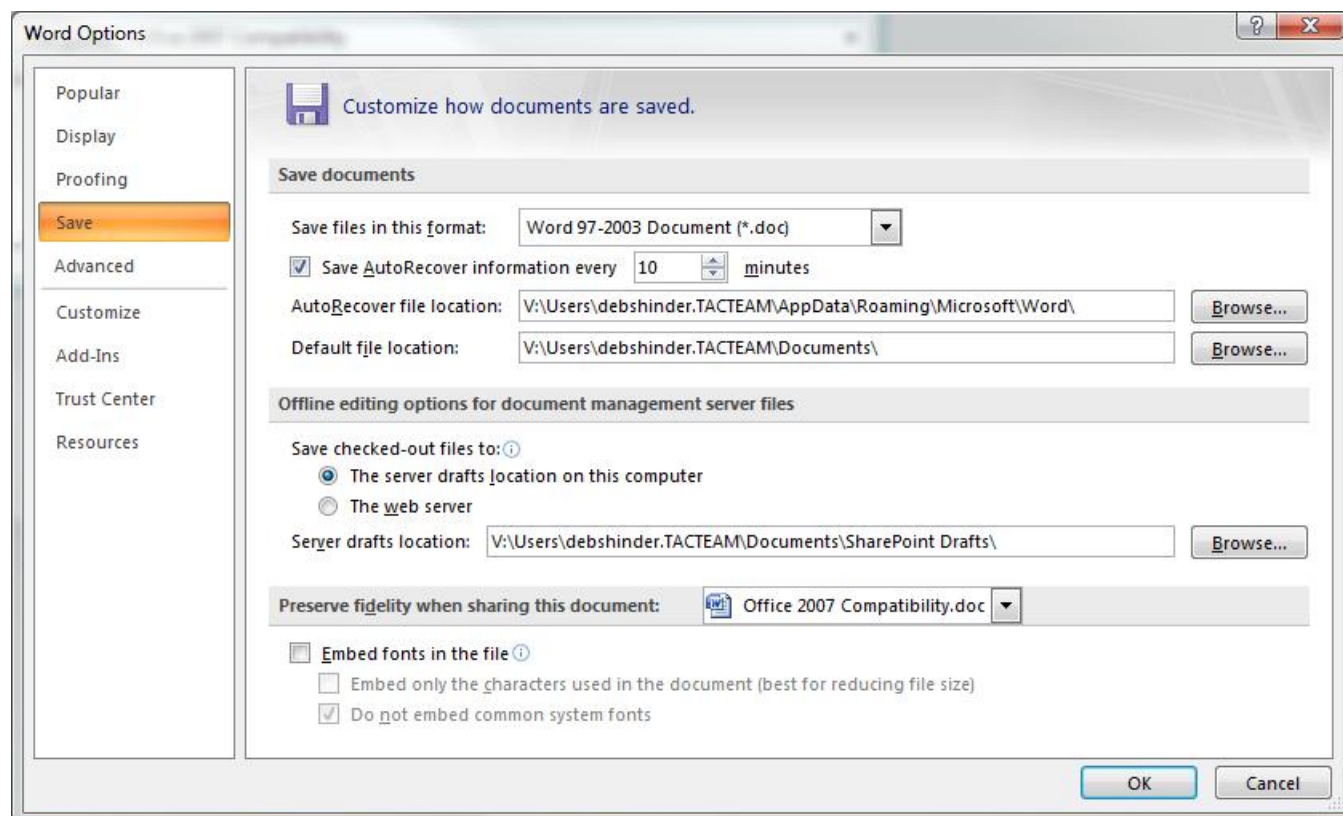 Word Options
Popular
Display
Proofing
Save
Advanced
Customize
Add-Ins
Trust Center
Resources
Customize how documents are saved.
Save documents
Save files in this format: Word 97-2003 Document (*.doc)
Save AutoRecover information every 10 minutes
AutoRecover file location: V:\Users\debshinder.TACTEAM\AppData\Roaming\Microsoft\Word\ Browse...
Default file location: V:\Users\debshinder.TACTEAM\Documents\ Browse...
Offline editing options for document management server files
Save checked-out files to:
The server drafts location on this computer
The web server
Server drafts location: V:\Users\debshinder.TACTEAM\Documents\SharePoint Drafts\ Browse...
Preserve fidelity when sharing this document: Office 2007 Compatibility.doc
Embed fonts in the file
Embed only the characters used in the document (best for reducing file size)
Do not embed common system fonts
OK Cancel